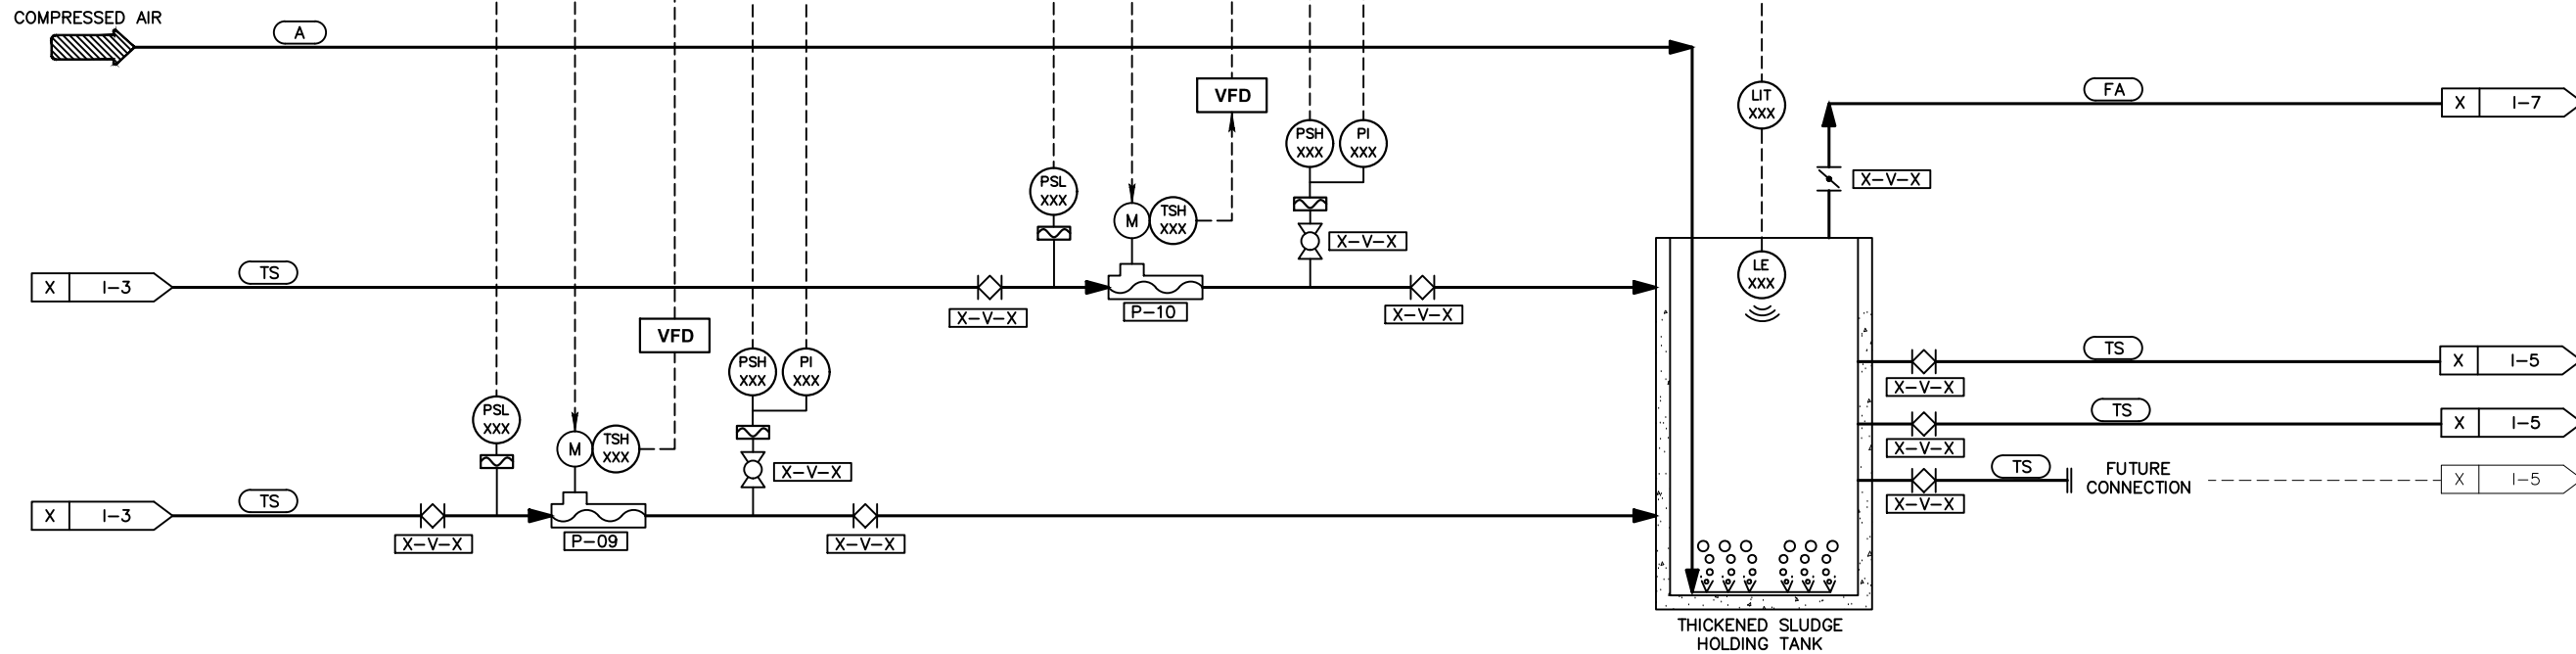 COMPRESSED AIR
A
VFD
LIT
XXX
FA
X I-7
PSH
XXX
PI
XXX
PSL
XXX
M
TSH
XXX
X-V-X
X-V-X
X I-3
TS
LE
XXX
X-V-X
P-10
X-V-X
VFD
PSH
XXX
PI
XXX
TS
X I-5
X-V-X
PSL
XXX
TS
X I-5
X-V-X
M
TSH
XXX
X-V-X
TS
FUTURE
CONNECTION
X I-5
X-V-X
X I-3
TS
X-V-X
P-09
X-V-X
THICKENED SLUDGE
HOLDING TANK